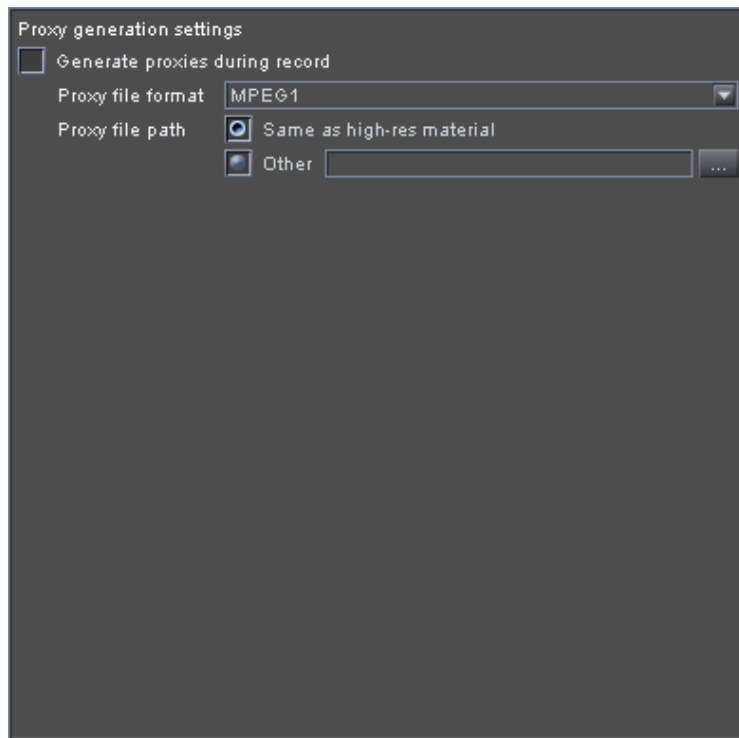 Proxy generation settings
Generate proxies during record
Proxy file format MPEG1
Proxy file path Same as high-res material
Other ...